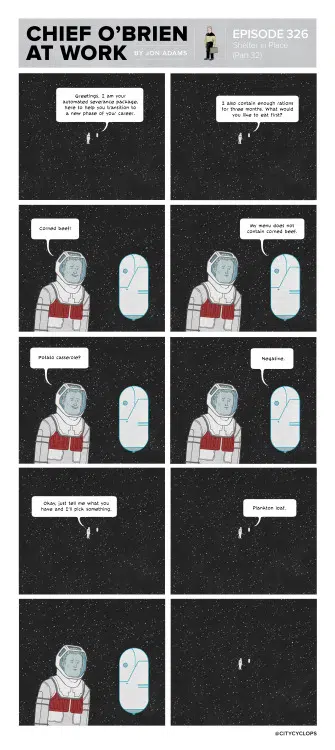 CHIEF O'BRIEN
AT WORK
BY JON ADAMS
EPISODE 326
Shelter in Place
(Part 12)
Greetings. I am your
automated severance package,
here to help you transition to
a new phase of your career.
I also contain enough rations
for three months. What would
you like to eat first?
Corned beef!
My menu does not
contain corned beef.
Potato casserole?
Negative.
Okay, just tell me what you
have and I'll pick something.
Plankton loaf.
@CITYCYCLOPS